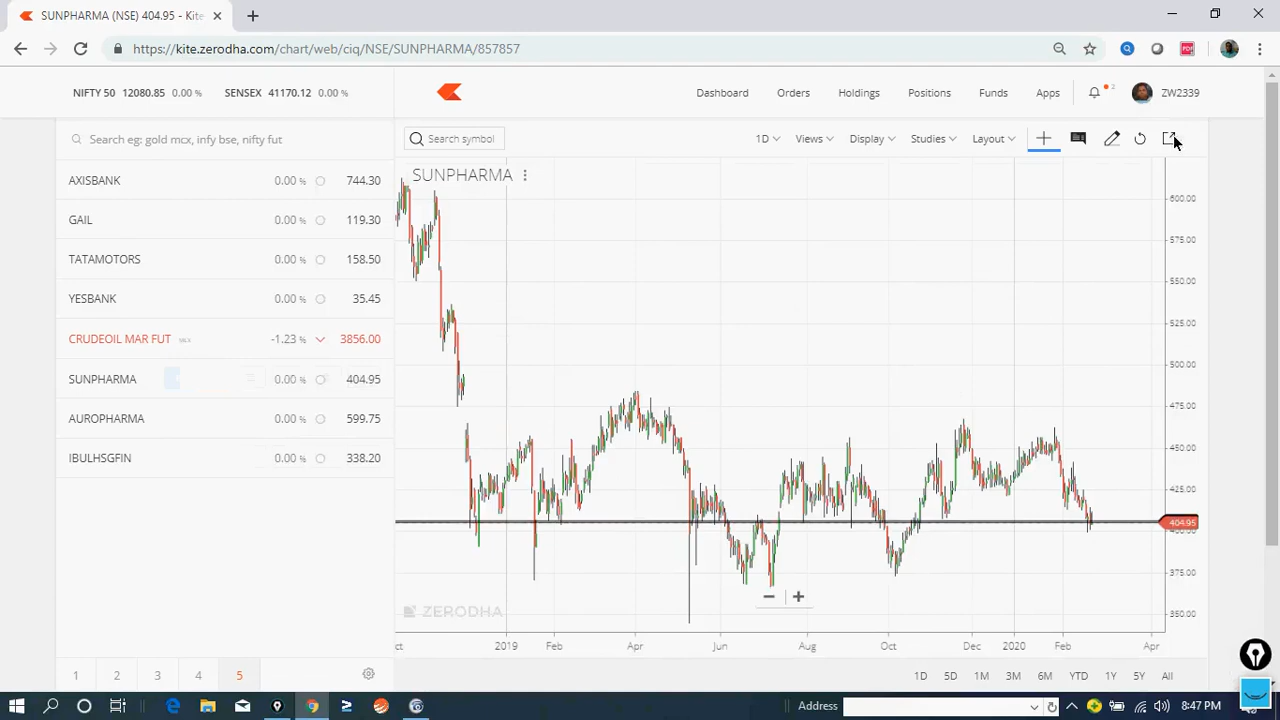 SUNPHARMA (NSE) 404.95 - Kite
https://kite.zerodha.com/chart/web/ciq/NSE/SUNPHARMA/857857
PDF
NIFTY 50 12080.85 0.00 % SENSEX 41170.12 0.00 %
Dashboard Orders Holdings Positions Funds Apps 2 ZW2339
Search eg: gold mcx, infy bse, nifty fut
Search symbol 1D Views Display Studies Layout
SUNPHARMA
AXISBANK 0.00 % 744.30
GAIL 0.00 % 119.30
TATAMOTORS 0.00 % 158.50
YESBANK 0.00 % 35.45
CRUDEOIL MAR FUT -1.23 % 3856.00
SUNPHARMA 0.00 % 404.95
AUROPHARMA 0.00 % 599.75
IBULHSGFIN 0.00 % 338.20
600.00
575.00
550.00
525.00
500.00
475.00
450.00
425.00
404.95
400.00
375.00
350.00
ZERODHA
2019 Feb Apr Jun Aug Oct Dec 2020 Feb Apr
1 2 3 4 5
1D 5D 1M 3M 6M YTD 1Y 5Y All
Address
8:47 PM